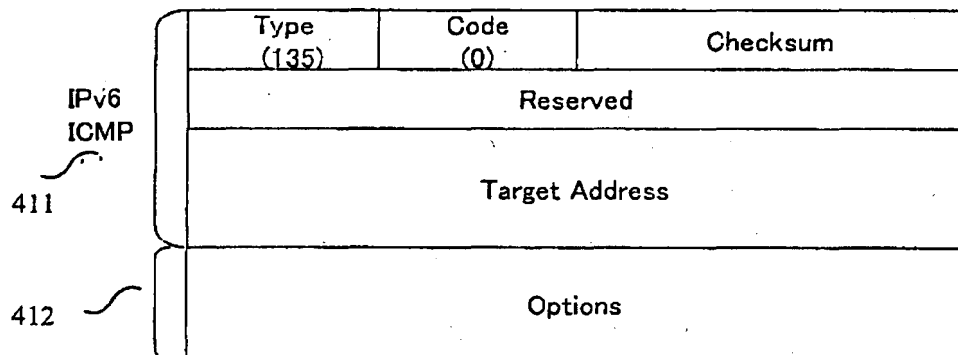 Type
(135)
Code
(0)
Checksum
IPv6
ICMP
Reserved
411
Target Address
412
Options